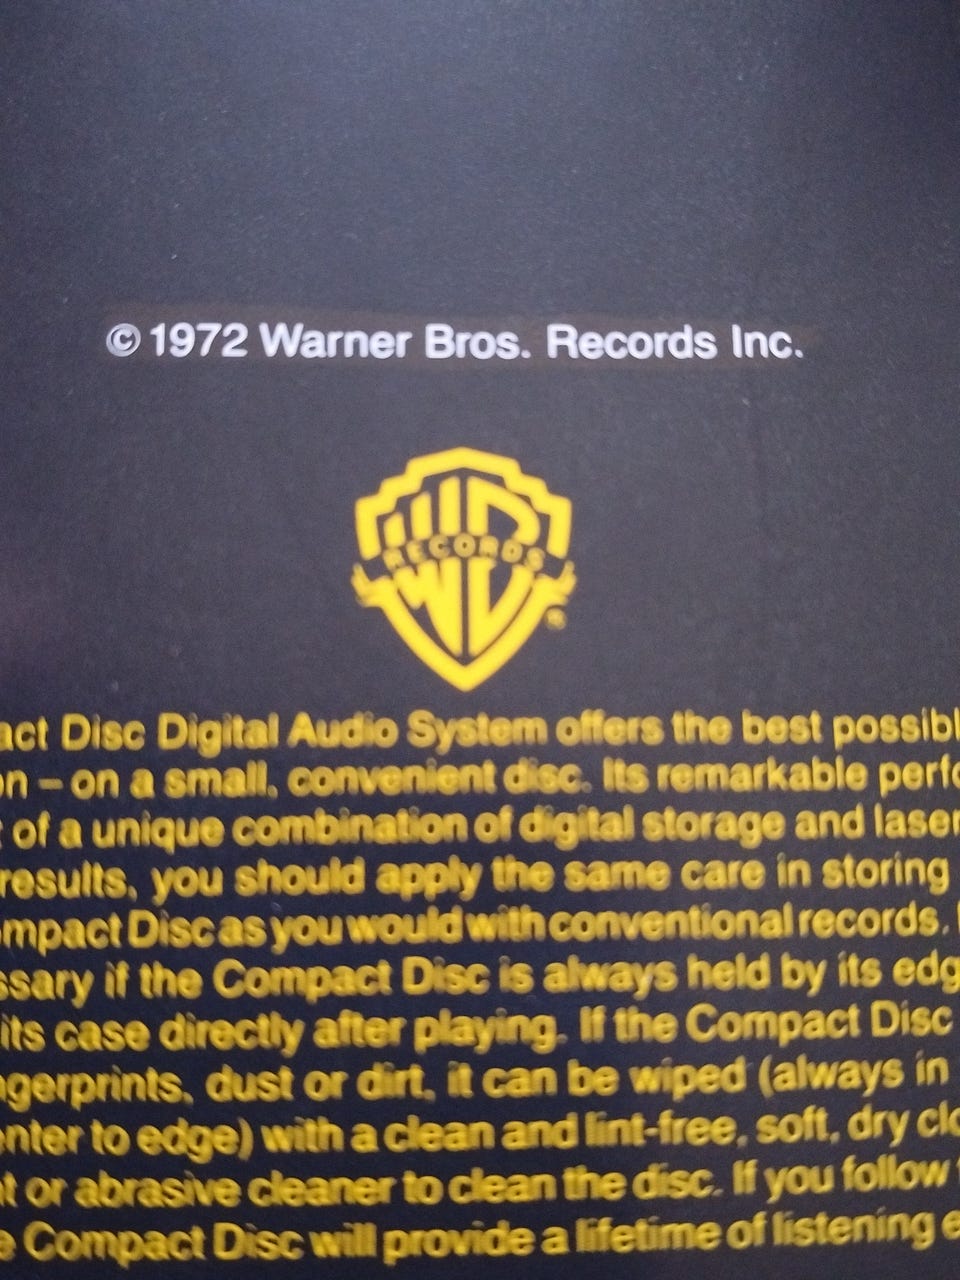 © 1972 Warner Bros. Records Inc.
RECORDS
act Disc Digital Audio System offers the best possibl
on – on a small, convenient disc. Its remarkable perfo
of a unique combination of digital storage and laser
results, you should apply the same care in storing
ompact Disc as you would with conventional records.
ssary if the Compact Disc is always held by its edg
its case directly after playing. If the Compact Disc
ngerprints, dust or dirt, it can be wiped (always in
enter to edge) with a clean and lint-free, soft, dry clo
t or abrasive cleaner to clean the disc. If you follow
e Compact Disc will provide a lifetime of listening e